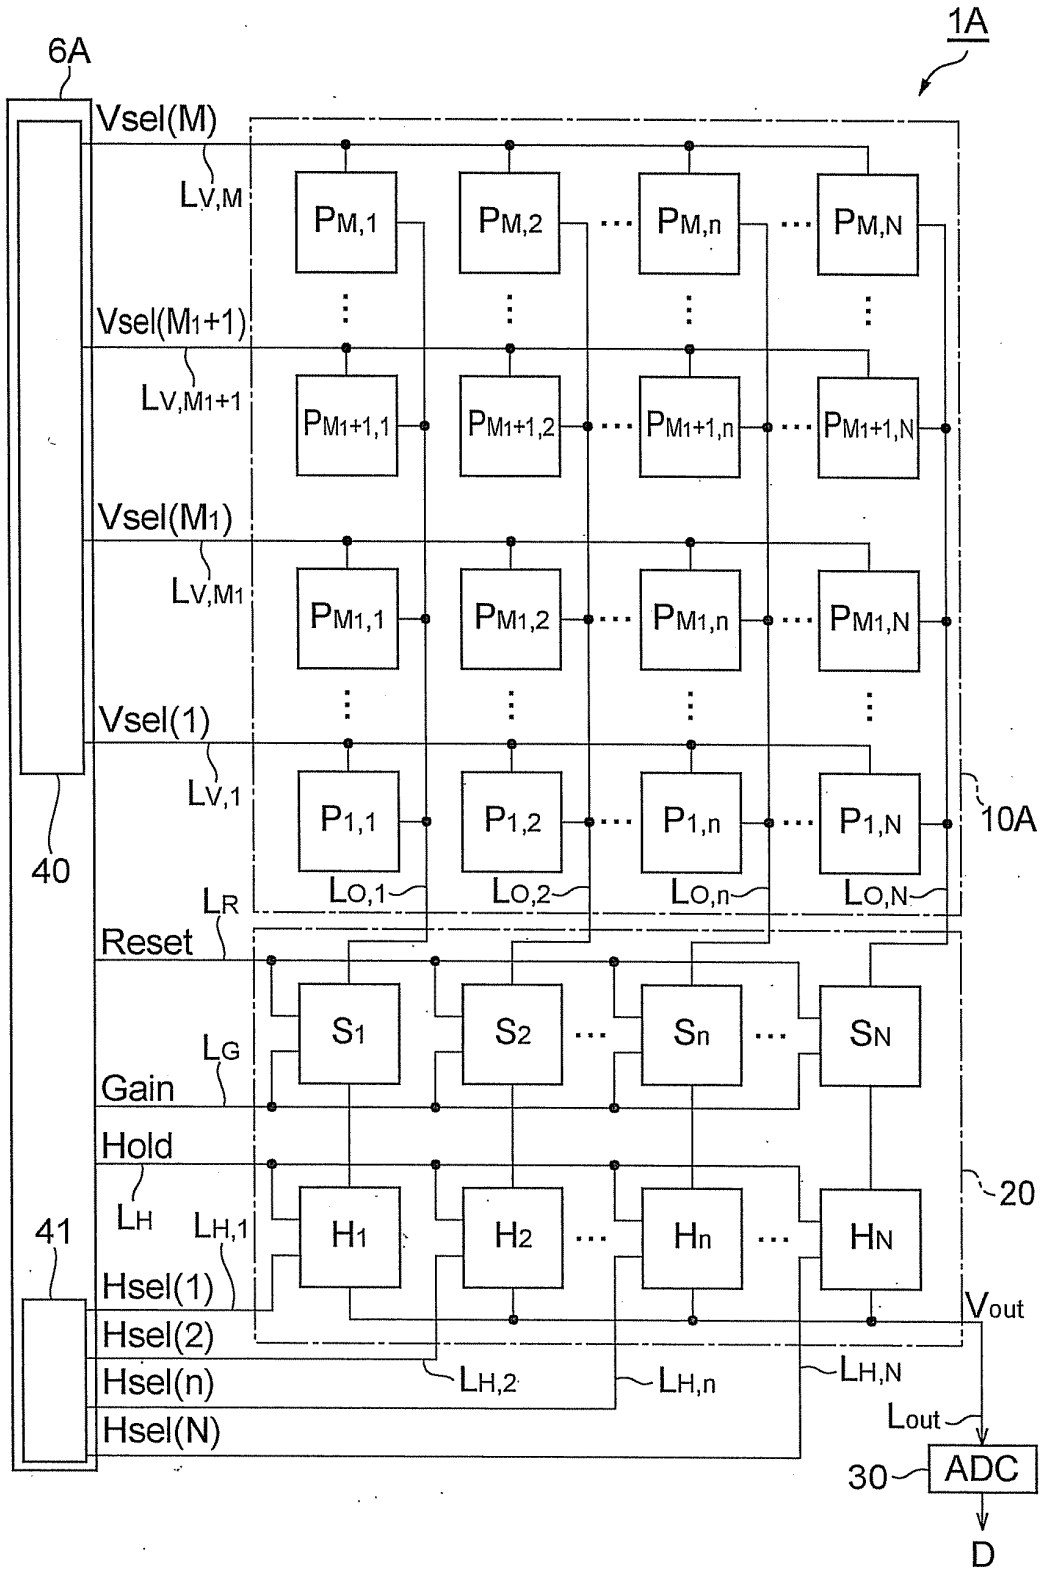 1A
6A
Vsel(M)
LV,M
PM,1 PM,2 ... PM,n ... PM,N
Vsel(M1+1)
LV,M1+1
PM1+1,1 PM1+1,2 ... PM1+1,n ... PM1+1,N
Vsel(M1)
LV,M1
PM1,1 PM1,2 ... PM1,n ... PM1,N
Vsel(1)
LV,1
P1,1 P1,2 ... P1,n ... P1,N
10A
40
LO,1 LO,2 LO,n LO,N
LR
Reset
S1 S2 ... Sn ... SN
LG
Gain
Hold
LH
LH,1
20
41
H1 H2 ... Hn ... HN
Hsel(1)
Vout
Hsel(2)
Hsel(n)
LH,2 LH,n LH,N
Hsel(N)
Lout
30
ADC
D